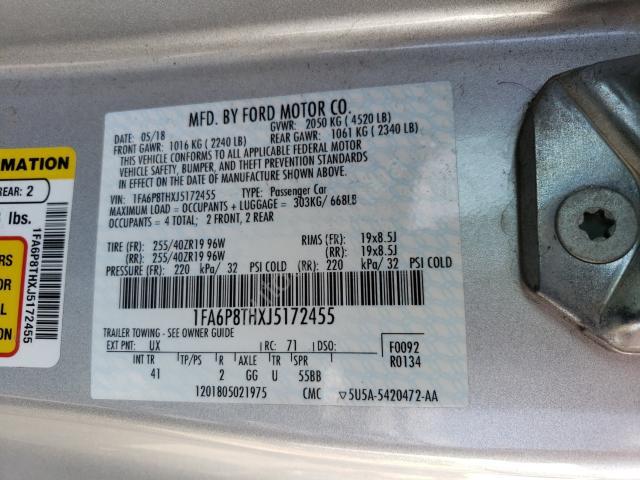 MFD. BY FORD MOTOR CO.
DATE: 05/18 GVWR: 2050 KG (4520 LB)
FRONT GAWR: 1016 KG (2240 LB) REAR GAWR: 1061 KG (2340 LB)
THIS VEHICLE CONFORMS TO ALL APPLICABLE FEDERAL MOTOR
VEHICLE SAFETY, BUMPER, AND THEFT PREVENTION STANDARDS
IN EFFECT ON THE DATE OF MANUFACTURE SHOWN ABOVE.
VIN: 1FA6P8THXJ5172455 TYPE: Passenger Car
MAXIMUM LOAD = OCCUPANTS + LUGGAGE = 303KG/ 668LB
OCCUPANTS = 4 TOTAL; 2 FRONT, 2 REAR
TIRE (FR): 255/40ZR19 96W RIMS (FR): 19x8.5J
(RR): 255/40ZR19 96W (RR): 19x8.5J
PRESSURE (FR): 220 kPa/ 32 PSI COLD (RR): 220 kPa/ 32 PSI COLD
1FA6P8THXJ5172455
TRAILER TOWING - SEE OWNER GUIDE
EXT PNT: UX RC: 71 DSO: F0092
R0134
INT TR TP/PS R AXLE TR SPR
41 2 GG U 55BB
1201805021975 CMC 5U5A-5420472-AA
REAR: 2
lbs.
1FA6P8THXJ5172455